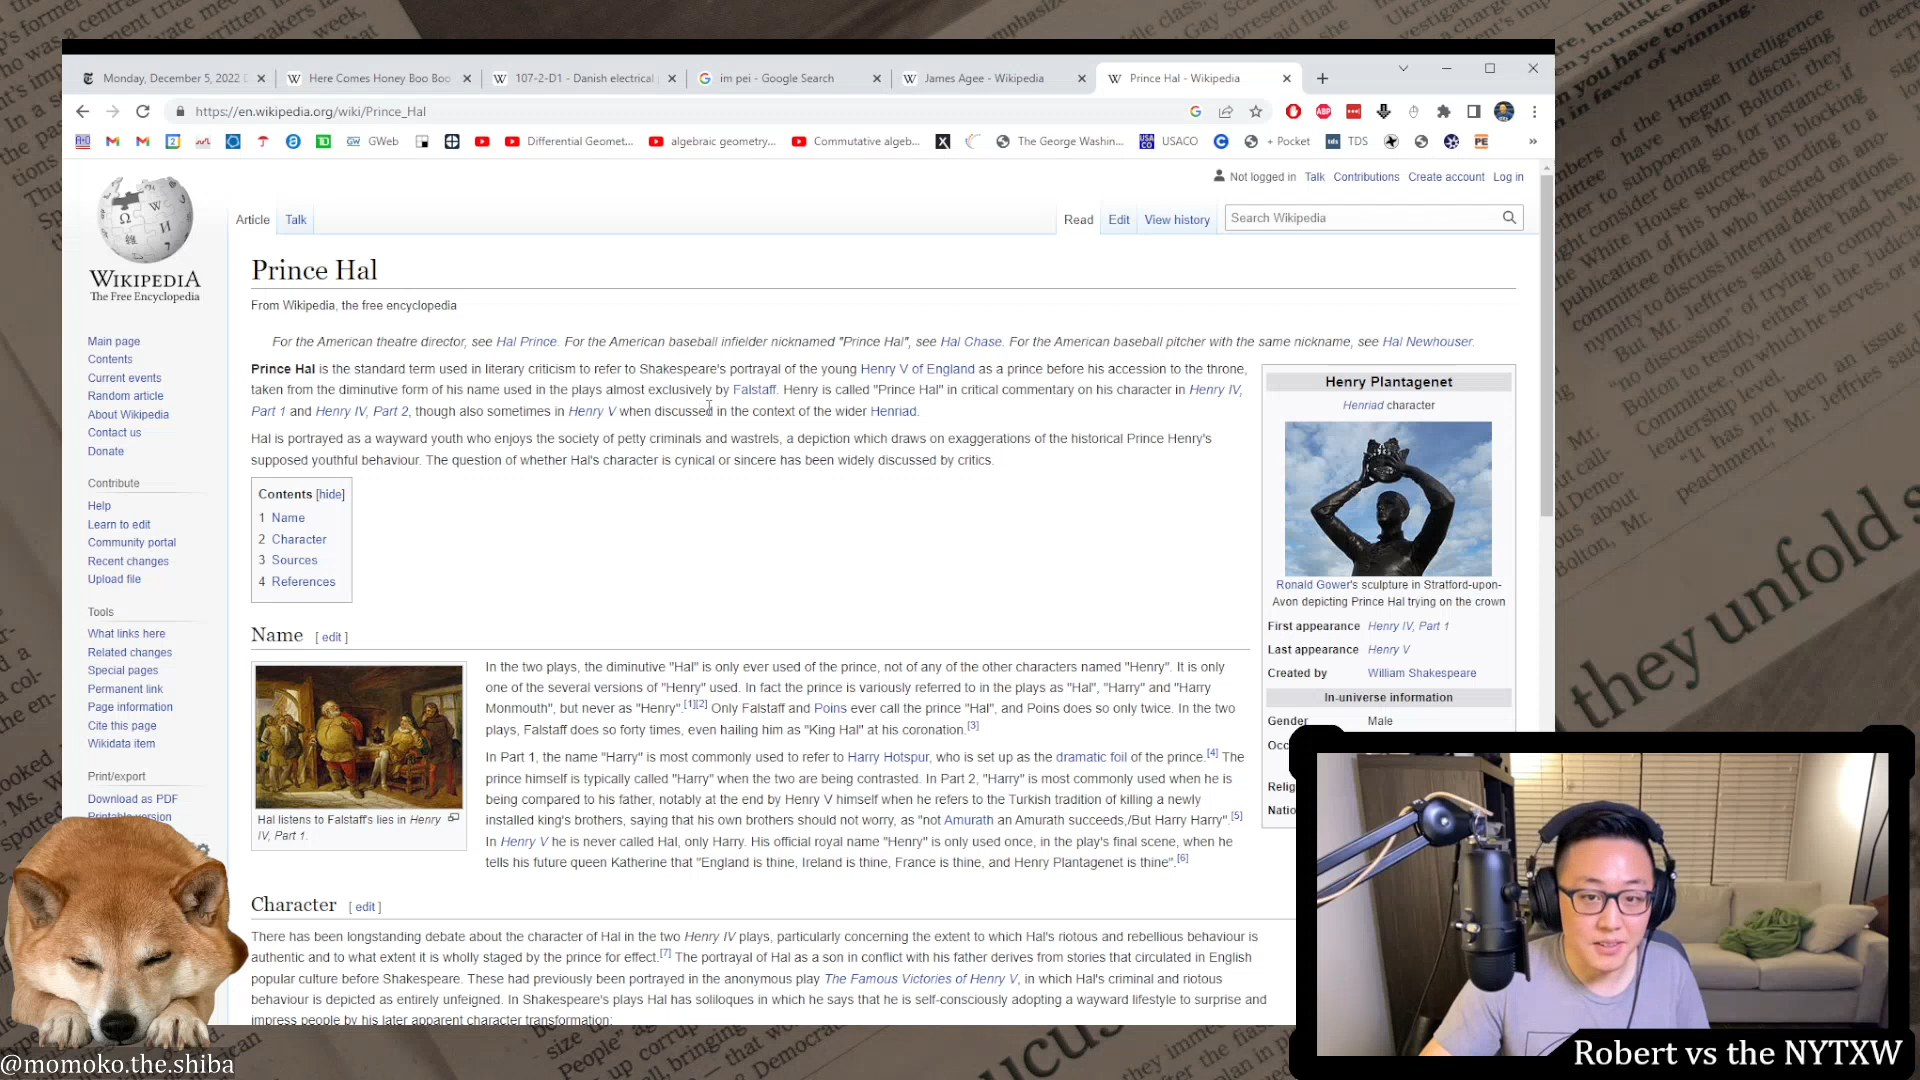 Monday, December 5, 2022
Here Comes Honey Boo Boo
107-2-D1 - Danish electrical
im pei - Google Search
James Agee - Wikipedia
Prince Hal - Wikipedia
https://en.wikipedia.org/wiki/Prince_Hal
GWeb
Differential Geomet...
algebraic geometry...
Commutative algeb...
The George Washin...
USACO
+ Pocket
TDS
Not logged in Talk Contributions Create account Log in
Article Talk
Read Edit View history
Search Wikipedia
WIKIPEDIA
The Free Encyclopedia
Main page
Contents
Current events
Random article
About Wikipedia
Contact us
Donate
Contribute
Help
Learn to edit
Community portal
Recent changes
Upload file
Tools
What links here
Related changes
Special pages
Permanent link
Page information
Cite this page
Wikidata item
Print/export
Download as PDF
Printable version
Prince Hal
From Wikipedia, the free encyclopedia
For the American theatre director, see Hal Prince. For the American baseball infielder nicknamed "Prince Hal", see Hal Chase. For the American baseball pitcher with the same nickname, see Hal Newhouser.
Prince Hal is the standard term used in literary criticism to refer to Shakespeare's portrayal of the young Henry V of England as a prince before his accession to the throne,
taken from the diminutive form of his name used in the plays almost exclusively by Falstaff. Henry is called "Prince Hal" in critical commentary on his character in Henry IV,
Part 1 and Henry IV, Part 2, though also sometimes in Henry V when discussed in the context of the wider Henriad.
Hal is portrayed as a wayward youth who enjoys the society of petty criminals and wastrels, a depiction which draws on exaggerations of the historical Prince Henry's
supposed youthful behaviour. The question of whether Hal's character is cynical or sincere has been widely discussed by critics.
Contents [hide]
1 Name
2 Character
3 Sources
4 References
Henry Plantagenet
Henriad character
Ronald Gower's sculpture in Stratford-upon-
Avon depicting Prince Hal trying on the crown
First appearance Henry IV, Part 1
Last appearance Henry V
Created by William Shakespeare
In-universe information
Gender Male
Name [ edit ]
Hal listens to Falstaff's lies in Henry
IV, Part 1.
In the two plays, the diminutive "Hal" is only ever used of the prince, not of any of the other characters named "Henry". It is only
one of the several versions of "Henry" used. In fact the prince is variously referred to in the plays as "Hal", "Harry" and "Harry
Monmouth", but never as "Henry".[1][2] Only Falstaff and Poins ever call the prince "Hal", and Poins does so only twice. In the two
plays, Falstaff does so forty times, even hailing him as "King Hal" at his coronation.[3]
In Part 1, the name "Harry" is most commonly used to refer to Harry Hotspur, who is set up as the dramatic foil of the prince.[4] The
prince himself is typically called "Harry" when the two are being contrasted. In Part 2, "Harry" is most commonly used when he is
being compared to his father, notably at the end by Henry V himself when he refers to the Turkish tradition of killing a newly
installed king's brothers, saying that his own brothers should not worry, as "not Amurath an Amurath succeeds,/But Harry Harry".[5]
In Henry V he is never called Hal, only Harry. His official royal name "Henry" is only used once, in the play's final scene, when he
tells his future queen Katherine that "England is thine, Ireland is thine, France is thine, and Henry Plantagenet is thine".[6]
Character [ edit ]
There has been longstanding debate about the character of Hal in the two Henry IV plays, particularly concerning the extent to which Hal's riotous and rebellious behaviour is
authentic and to what extent it is wholly staged by the prince for effect.[7] The portrayal of Hal as a son in conflict with his father derives from stories that circulated in English
popular culture before Shakespeare. These had previously been portrayed in the anonymous play The Famous Victories of Henry V, in which Hal's criminal and riotous
behaviour is depicted as entirely unfeigned. In Shakespeare's plays Hal has soliloques in which he says that he is self-consciously adopting a wayward lifestyle to surprise and
impress people by his later apparent character transformation:
they unfold
@momoko.the.shiba
Robert vs the NYTXW